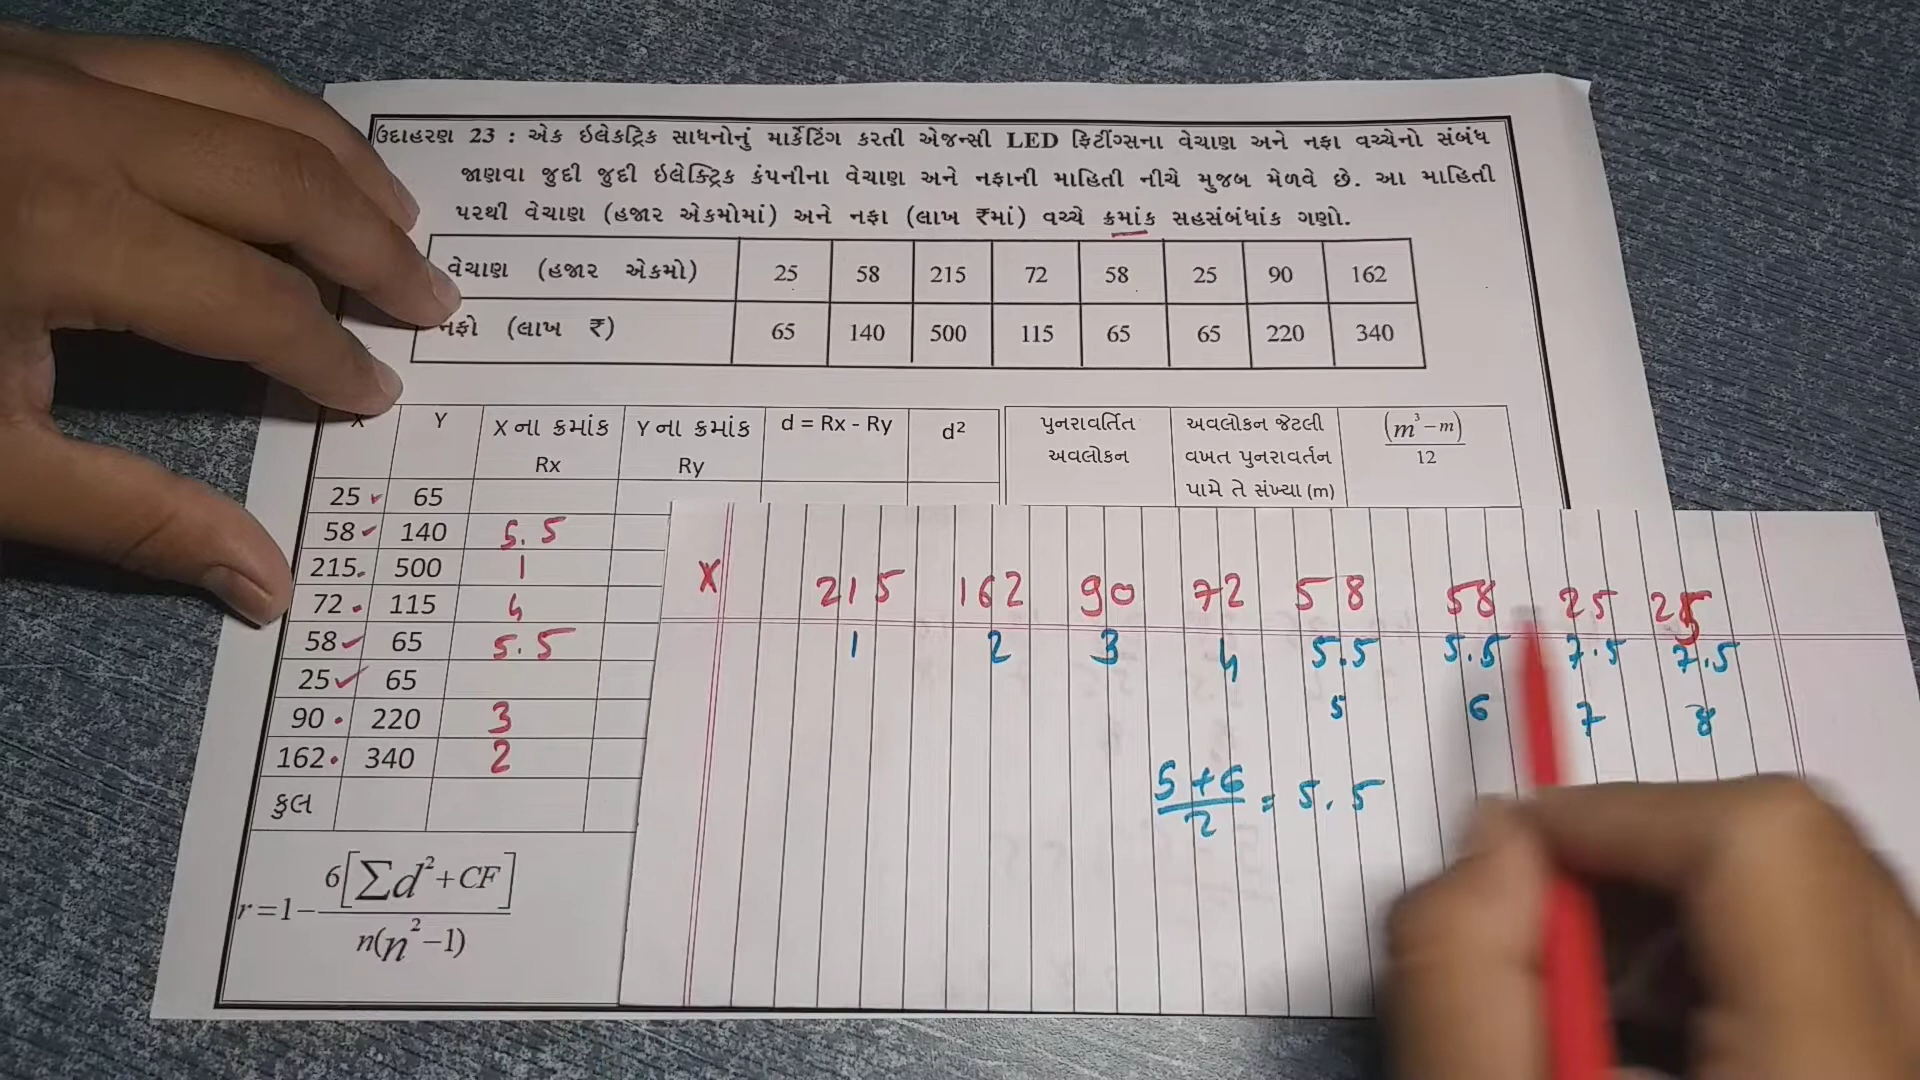 ઉદાહરણ 23 : એક ઇલેક્ટ્રિક સાધનોનું માર્કેટિંગ કરતી એજન્સી LED ફિટીંગ્સના વેચાણ અને નફા વચ્ચેનો સંબંધ
જાણવા જુદી જુદી ઇલેક્ટ્રિક કંપનીના વેચાણ અને નફાની માહિતી નીચે મુજબ મેળવે છે. આ માહિતી
પરથી વેચાણ (હજાર એકમોમાં) અને નફા (લાખ ₹માં) વચ્ચે ક્રમાંક સહસંબંધાંક ગણો.
વેચાણ (હજાર એકમો) 25 58 215 72 58 25 90 162
નફો (લાખ ₹) 65 140 500 115 65 65 220 340
X Y X ના ક્રમાંક Rx Y ના ક્રમાંક Ry d = Rx - Ry d²
પુનરાવર્તિત અવલોકન અવલોકન જેટલી વખત પુનરાવર્તન પામે તે સંખ્યા (m) (m³-m)/12
25 65
58 140 5.5
215 500 1
72 115 4
58 65 5.5
25 65
90 220 3
162 340 2
કુલ
r=1-6[∑d²+CF]/n(n²-1)
X 215 162 90 72 58 58 25 25
1 2 3 4 5.5 5.5 7.5 7.5
5 6 7 8
5+6/2 = 5.5